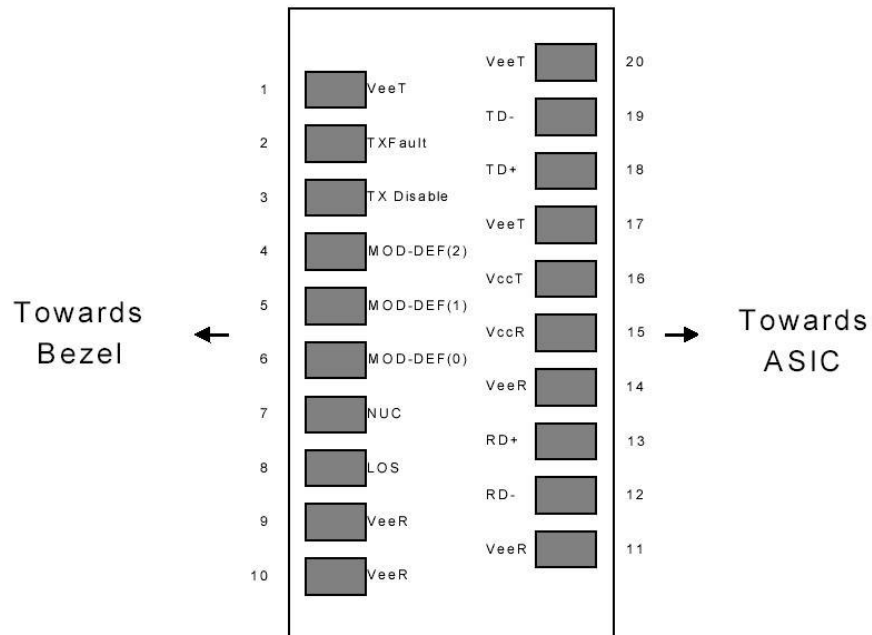 Towards
Bezel
1 VeeT
2 TXFault
3 TX Disable
4 MOD-DEF(2)
5 MOD-DEF(1)
6 MOD-DEF(0)
7 NUC
8 LOS
9 VeeR
10 VeeR
VeeT 20
TD- 19
TD+ 18
VeeT 17
VccT 16
VccR 15
VeeR 14
RD+ 13
RD- 12
VeeR 11
Towards
ASIC